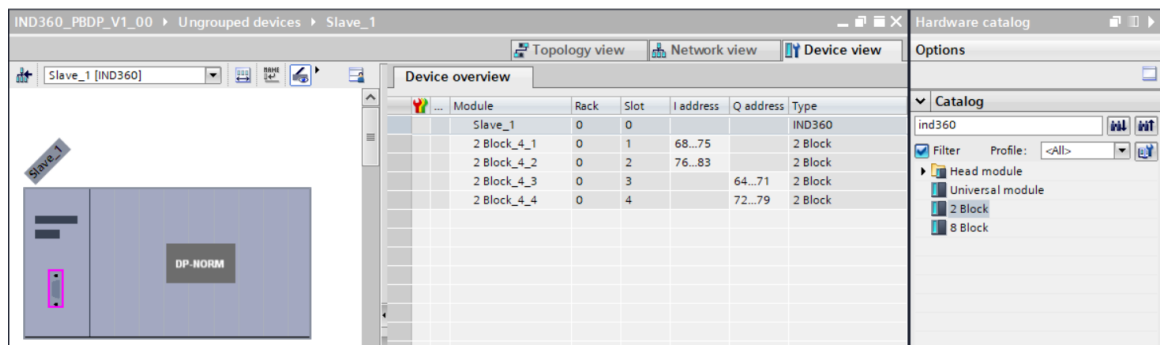 IND360_PBDP_V1_00 ▸ Ungrouped devices ▸ Slave_1
Topology view
Network view
Device view
Slave_1 [IND360]
Slave_1
DP-NORM
Device overview
... Module Rack Slot I address Q address Type
Slave_1 0 0 IND360
2 Block_4_1 0 1 68...75 2 Block
2 Block_4_2 0 2 76...83 2 Block
2 Block_4_3 0 3 64...71 2 Block
2 Block_4_4 0 4 72...79 2 Block
Hardware catalog
Options
Catalog
ind360
Filter Profile: <All>
Head module
Universal module
2 Block
8 Block